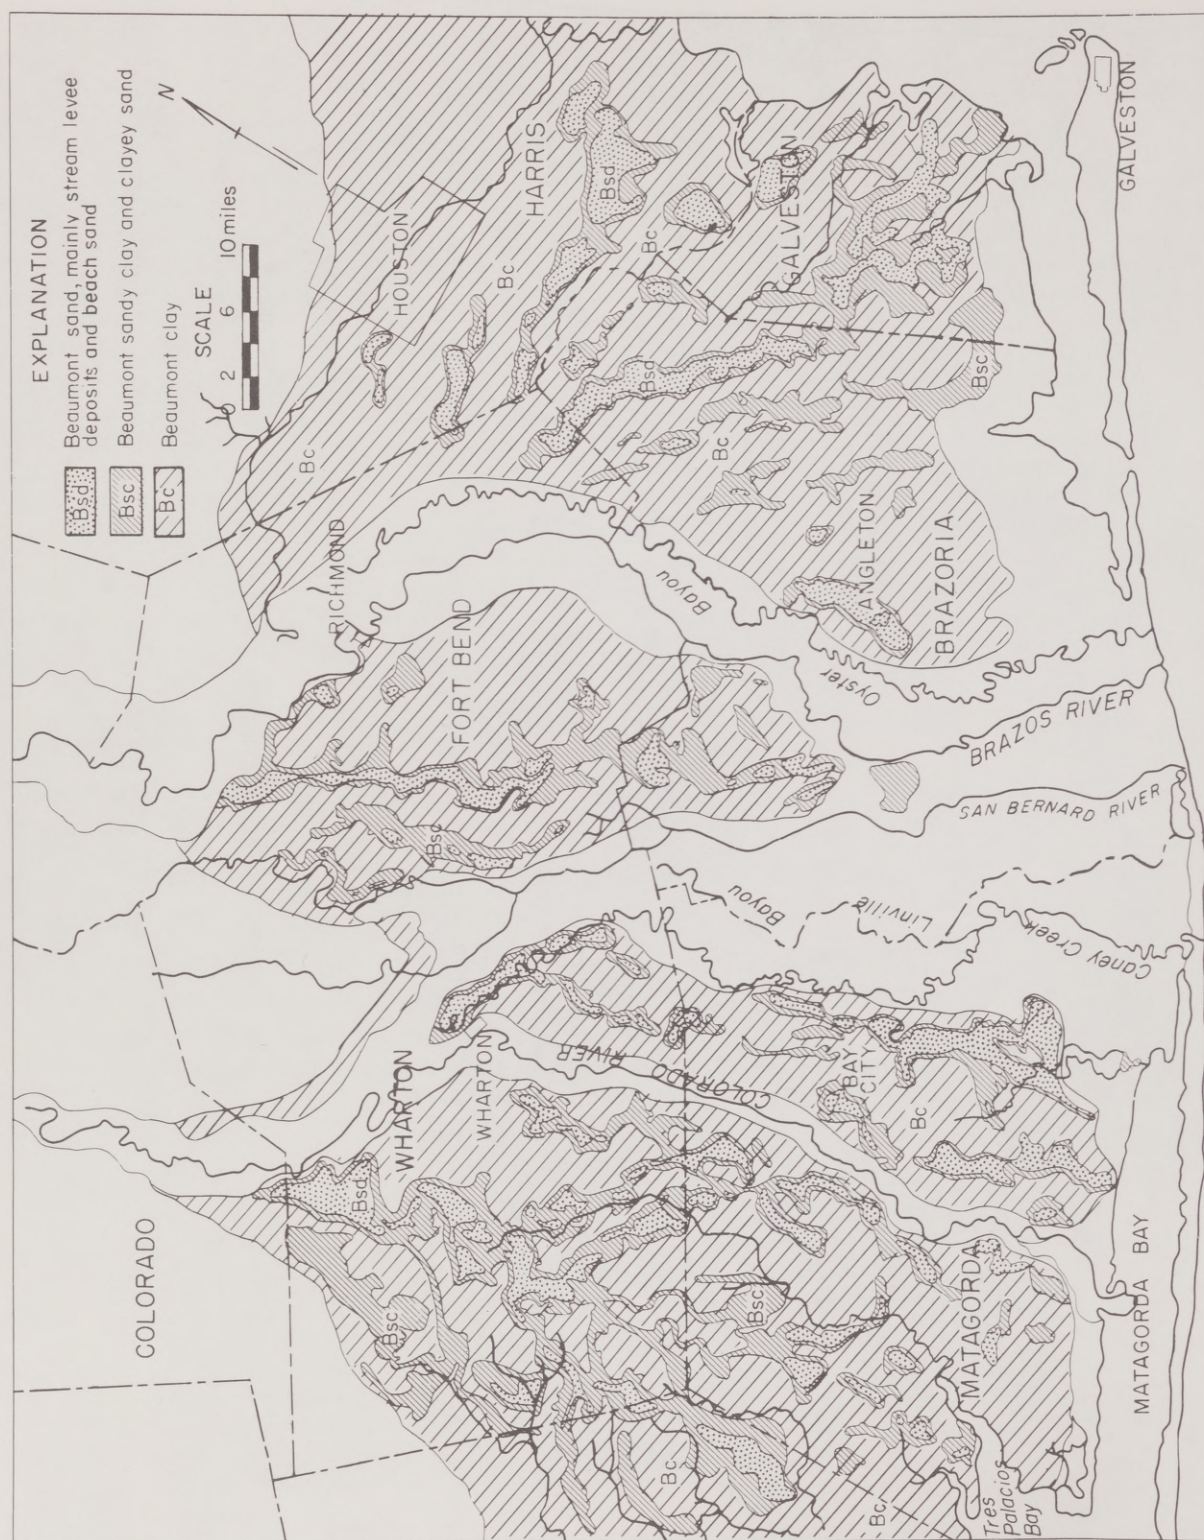 EXPLANATION
Bsd
Beaumont sand, mainly stream levee
deposits and beach sand
Bsc
Beaumont sandy clay and clayey sand
Bc
Beaumont clay
SCALE
0 2 6 10 miles
N
HARRIS
HOUSTON
Bsd
Bc
Bc
GALVESTON
GALVESTON
Bc
Bsd
Bsc
Bc
RICHMOND
ANGLETON
BRAZORIA
FORT BEND
Bayou
Oyster
BRAZOS RIVER
SAN BERNARD RIVER
Bsc
Bayou
Linville
Caney Creek
WHARTON
WHARTON
COLORADO
RIVER
BAY
CITY
Bc
COLORADO
Bsd
Bsc
Bsc
MATAGORDA
MATAGORDA BAY
Bc
Bc
Tres
Palacios
Bay